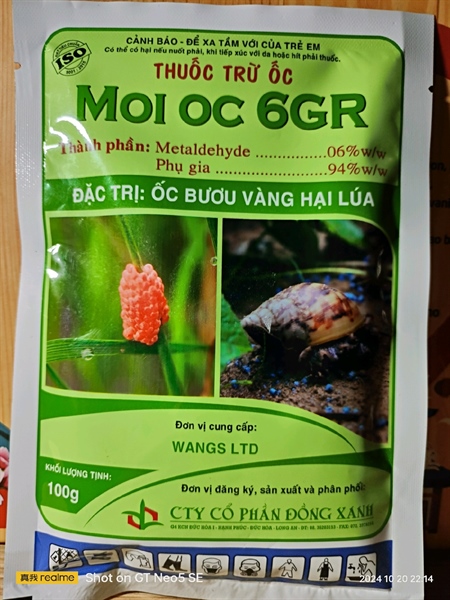 CẢNH BÁO - ĐỂ XA TẦM VỚI CỦA TRẺ EM
Có thể có hại nếu nuốt phải, khi tiếp xúc với da hoặc hít phải thuốc.
ISO
THUỐC TRỪ ỐC
MOI OC 6GR
Thành phần: Metaldehyde ................06%w/w
Phụ gia ..........................94%w/w
ĐẶC TRỊ: ỐC BƯƠU VÀNG HẠI LÚA
Đơn vị cung cấp:
WANGS LTD
KHỐI LƯỢNG TỊNH:
100g
Đơn vị đăng ký, sản xuất và phân phối:
CTY CỔ PHẦN ĐỒNG XANH
真我 realme Shot on GT Neo5 SE
2024 10 20 22:14